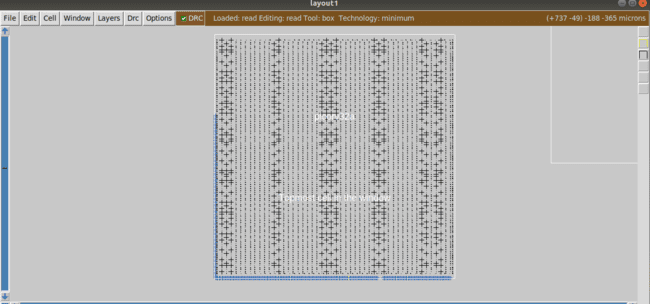 layout1
File Edit Cell Window Layers Drc Options DRC Loaded: read Editing: read Tool: box Technology: minimum (+737 -49) -188 -365 microns